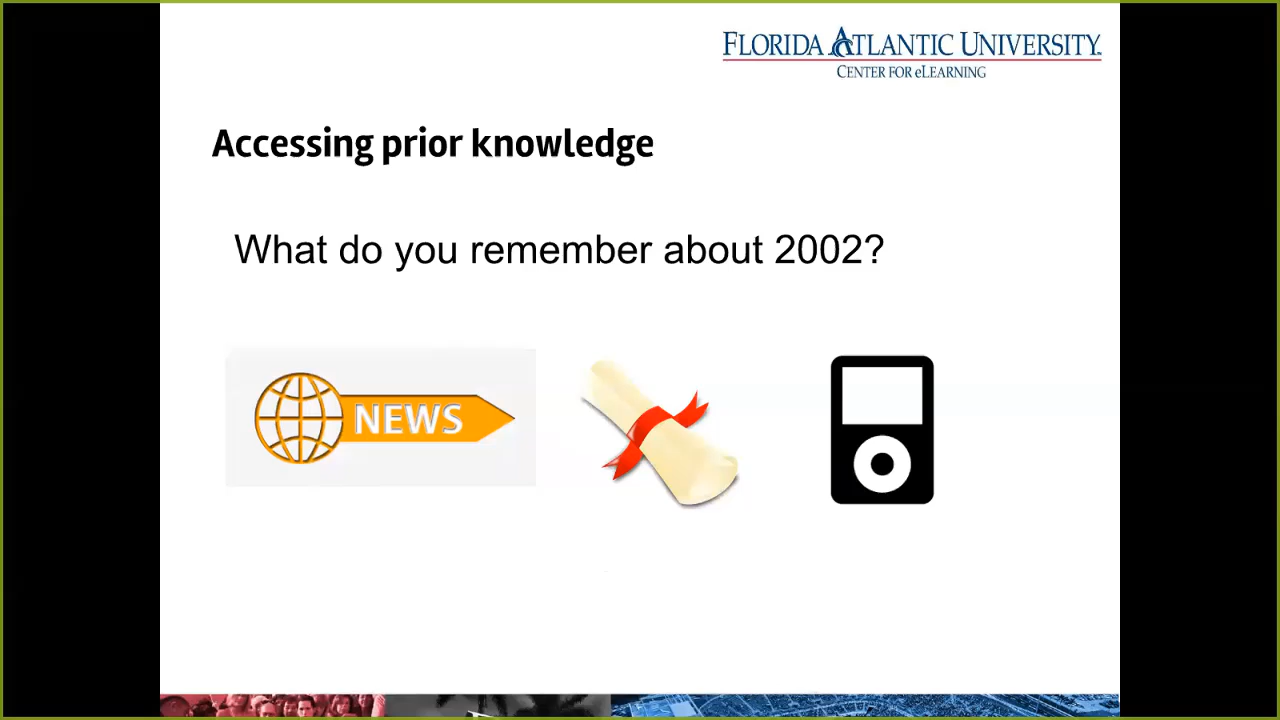 FLORIDA ATLANTIC UNIVERSITY.
CENTER FOR eLEARNING
Accessing prior knowledge
What do you remember about 2002?
NEWS